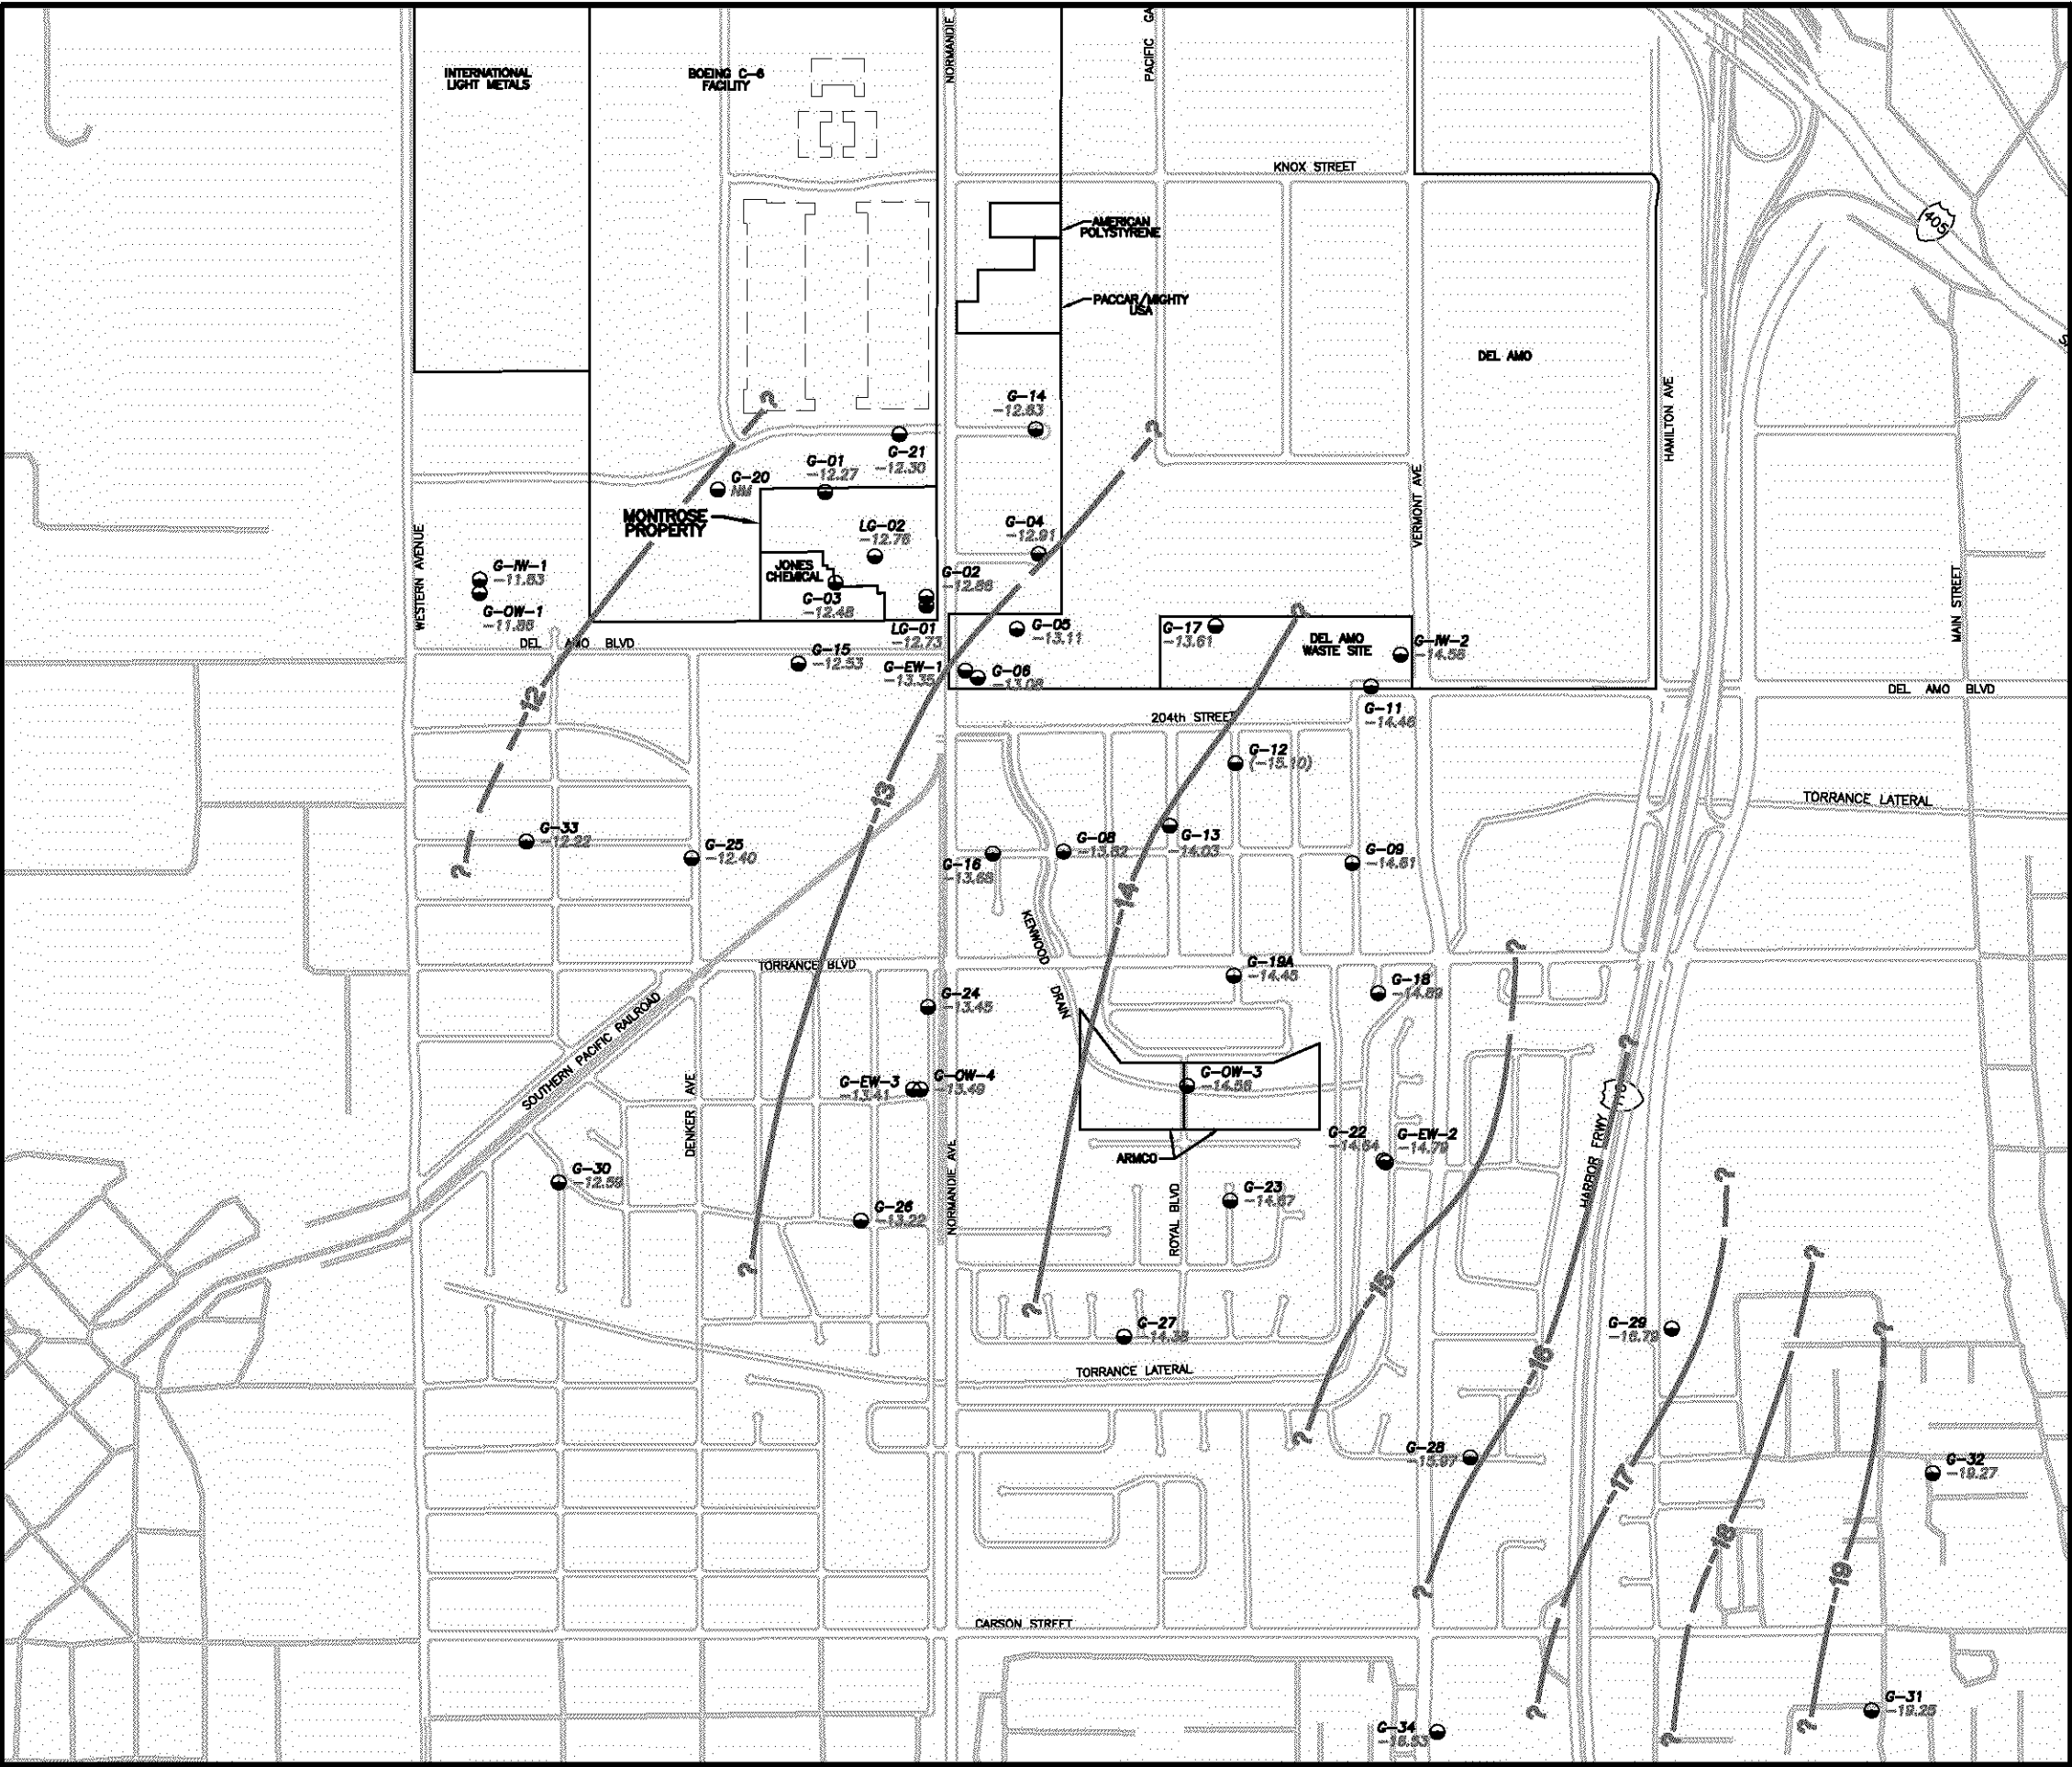 INTERNATIONAL
LIGHT METALS
BOEING C-6
FACILITY
NORMANDIE
PACIFIC GA
KNOX STREET
AMERICAN
POLYSTYRENE
405
PACCAR/MIGHTY
USA
DEL AMO
HAMILTON AVE
?
G-14
-12.63
?
G-21
-12.30
G-01
-12.27
G-20
NM
VERMONT AVE
MONTROSE
PROPERTY
LG-02
-12.76
G-04
-12.91
WESTERN AVENUE
G-IW-1
-11.83
JONES
CHEMICAL
G-02
-12.86
G-OW-1
-11.86
G-03
-12.48
MAIN STREET
LG-01
-12.73
G-05
-13.11
G-17
-13.61
?
DEL AMO
WASTE SITE
G-IW-2
-14.56
DEL AMO BLVD
G-15
-12.53
G-EW-1
-13.35
G-06
-13.08
DEL AMO BLVD
-12
204th STREET
G-11
-14.46
G-12
(-15.10)
-13
TORRANCE LATERAL
G-33
-12.22
G-25
-12.40
?
G-16
-13.68
G-08
G-13
-14.03
G-09
-14.61
-14
KENWOOD
DRAIN
TORRANCE BLVD
?
G-19A
-14.45
G-18
-14.69
G-24
-13.45
SOUTHERN PACIFIC RAILROAD
?
G-EW-3
-13.41
G-OW-4
-13.49
G-OW-3
-14.56
110
DENKER AVE
G-22
-14.64
G-EW-2
-14.79
ARMCO
HARBOR FRWY
NORMANDIE AVE
G-30
-12.59
G-23
-14.67
ROYAL BLVD
?
G-26
-13.22
?
?
-15
?
G-27
-14.38
G-29
-16.79
?
-16
TORRANCE LATERAL
?
G-28
-15.97
G-32
-19.27
-17
-18
-19
?
CARSON STREET
G-31
-19.25
?
?
?
G-34
-16.53